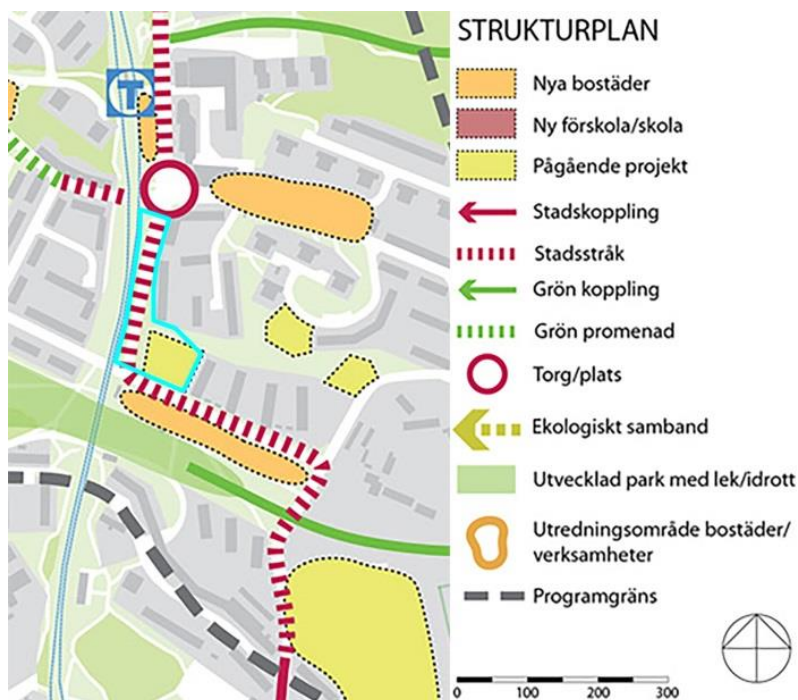 T
STRUKTURPLAN
Nya bostäder
Ny förskola/skola
Pågående projekt
Stadskoppling
Stadsstråk
Grön koppling
Grön promenad
Torg/plats
Ekologiskt samband
Utvecklad park med lek/idrott
Utredningsområde bostäder/
verksamheter
Programgräns
0 100 200 300